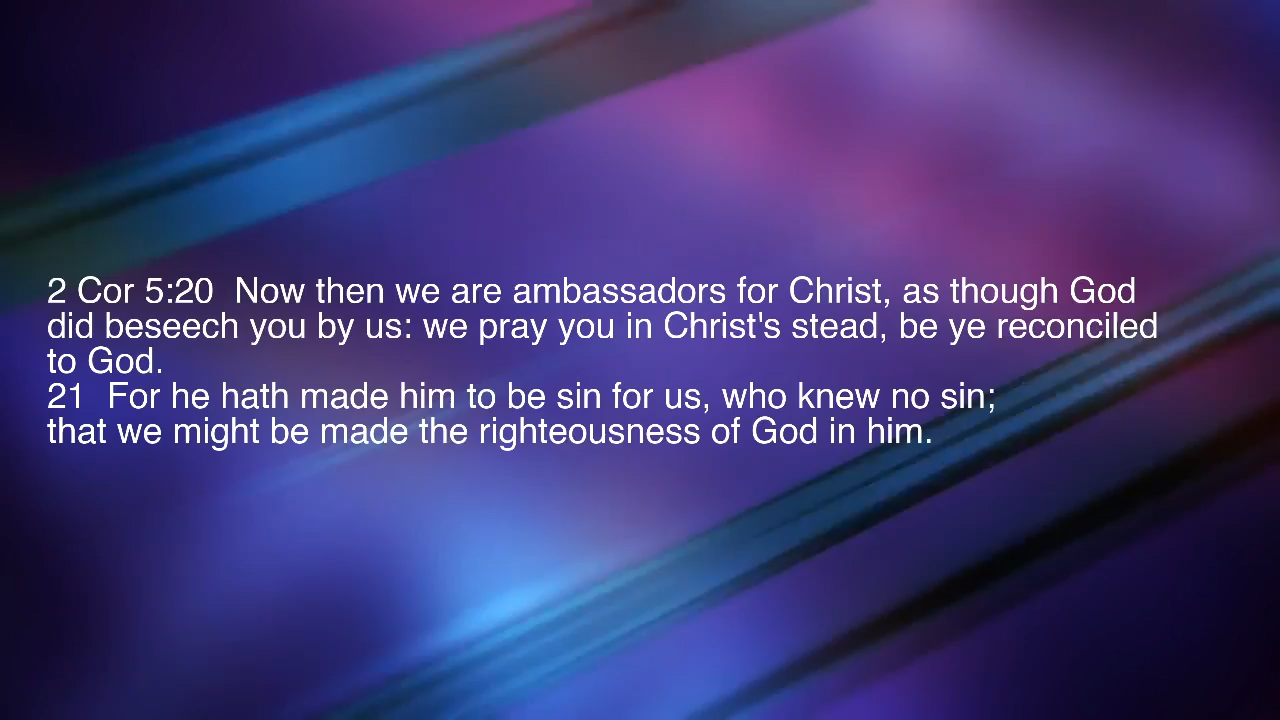 2 Cor 5:20  Now then we are ambassadors for Christ, as though God
did beseech you by us: we pray you in Christ's stead, be ye reconciled
to God.
21  For he hath made him to be sin for us, who knew no sin;
that we might be made the righteousness of God in him.